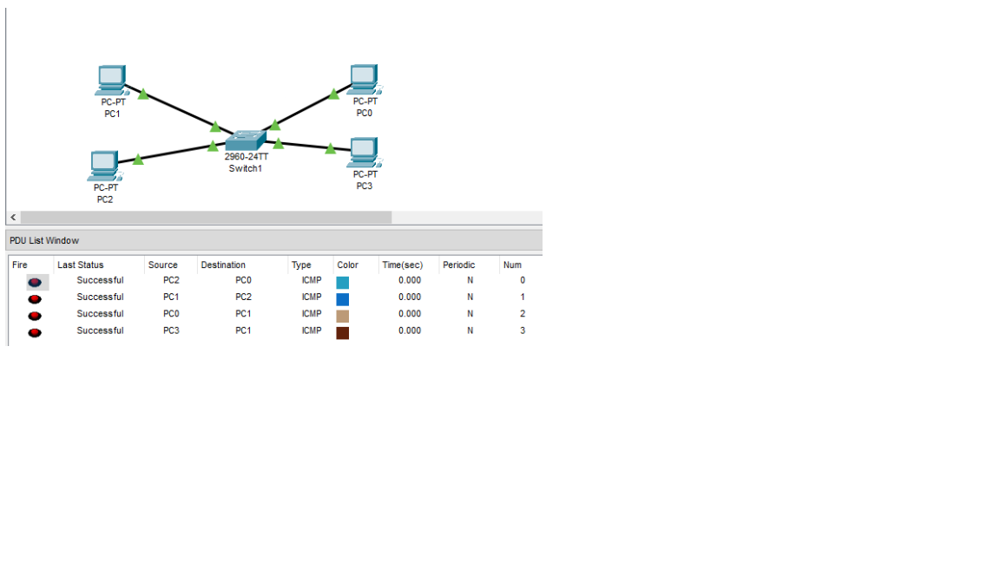 PC-PT
PC1
PC-PT
PC0
2960-24TT
Switch1
PC-PT
PC2
PC-PT
PC3
PDU List Window
Fire Last Status Source Destination Type Color Time(sec) Periodic Num
Successful PC2 PC0 ICMP 0.000 N 0
Successful PC1 PC2 ICMP 0.000 N 1
Successful PC0 PC1 ICMP 0.000 N 2
Successful PC3 PC1 ICMP 0.000 N 3